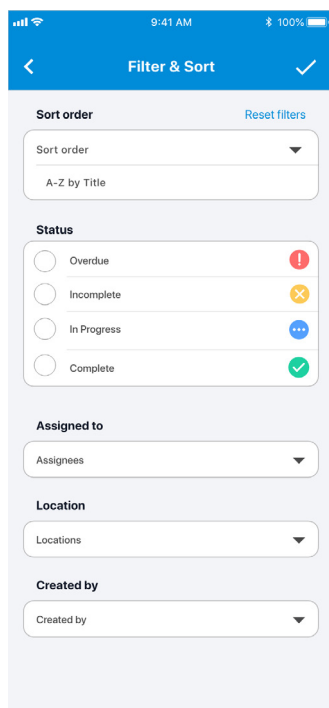 9:41 AM
100%
Filter & Sort
Sort order
Reset filters
Sort order
A-Z by Title
Status
Overdue
Incomplete
In Progress
Complete
Assigned to
Assignees
Location
Locations
Created by
Created by